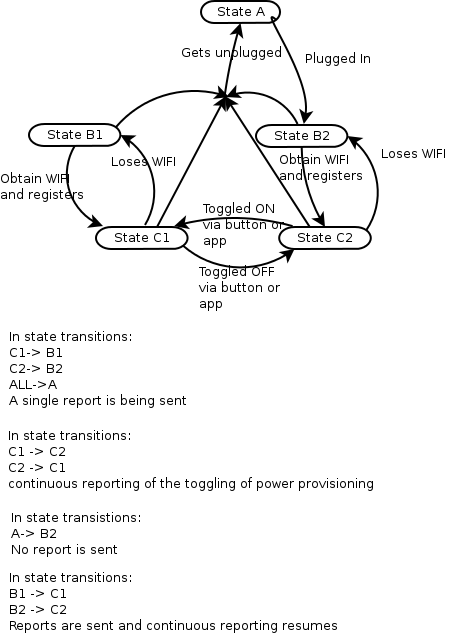 State A
Gets unplugged
Plugged In
State B1
State B2
Loses WIFI
Obtain WIFI
and registers
Loses WIFI
Obtain WIFI
and registers
Toggled ON
via button or
app
State C1
State C2
Toggled OFF
via button or
app
In state transitions:
C1-> B1
C2-> B2
ALL->A
A single report is being sent
In state transitions:
C1 -> C2
C2 -> C1
continuous reporting of the toggling of power provisioning
In state transistions:
A-> B2
No report is sent
In state transitions:
B1 -> C1
B2 -> C2
Reports are sent and continuous reporting resumes